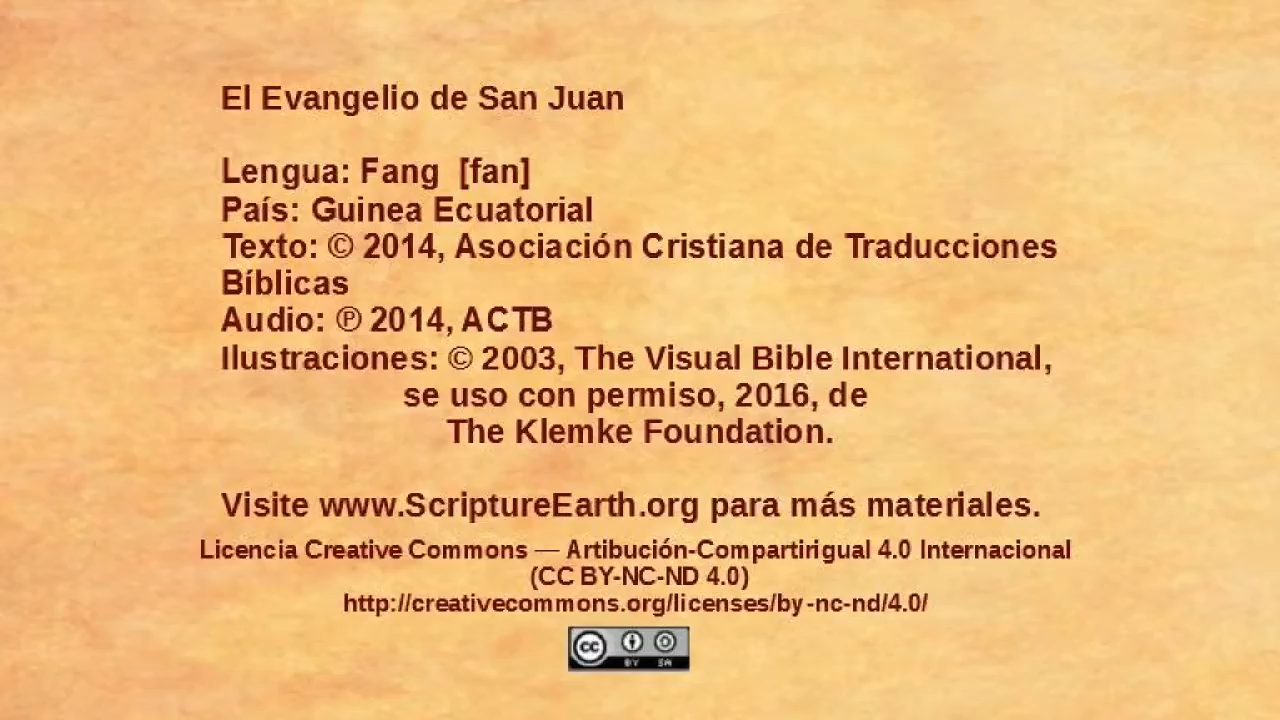 El Evangelio de San Juan
Lengua: Fang [fan]
País: Guinea Ecuatorial
Texto: © 2014, Asociación Cristiana de Traducciones
Bíblicas
Audio: ℗ 2014, ACTB
Ilustraciones: © 2003, The Visual Bible International,
se uso con permiso, 2016, de
The Klemke Foundation.
Visite www.ScriptureEarth.org para más materiales.
Licencia Creative Commons — Artibución-Compartirigual 4.0 Internacional
(CC BY-NC-ND 4.0)
http://creativecommons.org/licenses/by-nc-nd/4.0/
cc BY SA